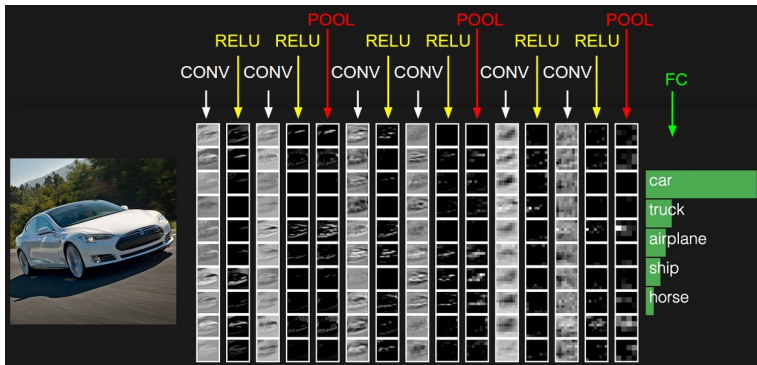 POOL POOL POOL
RELU RELU RELU RELU RELU RELU
CONV CONV CONV CONV CONV CONV
FC
car
truck
airplane
ship
horse